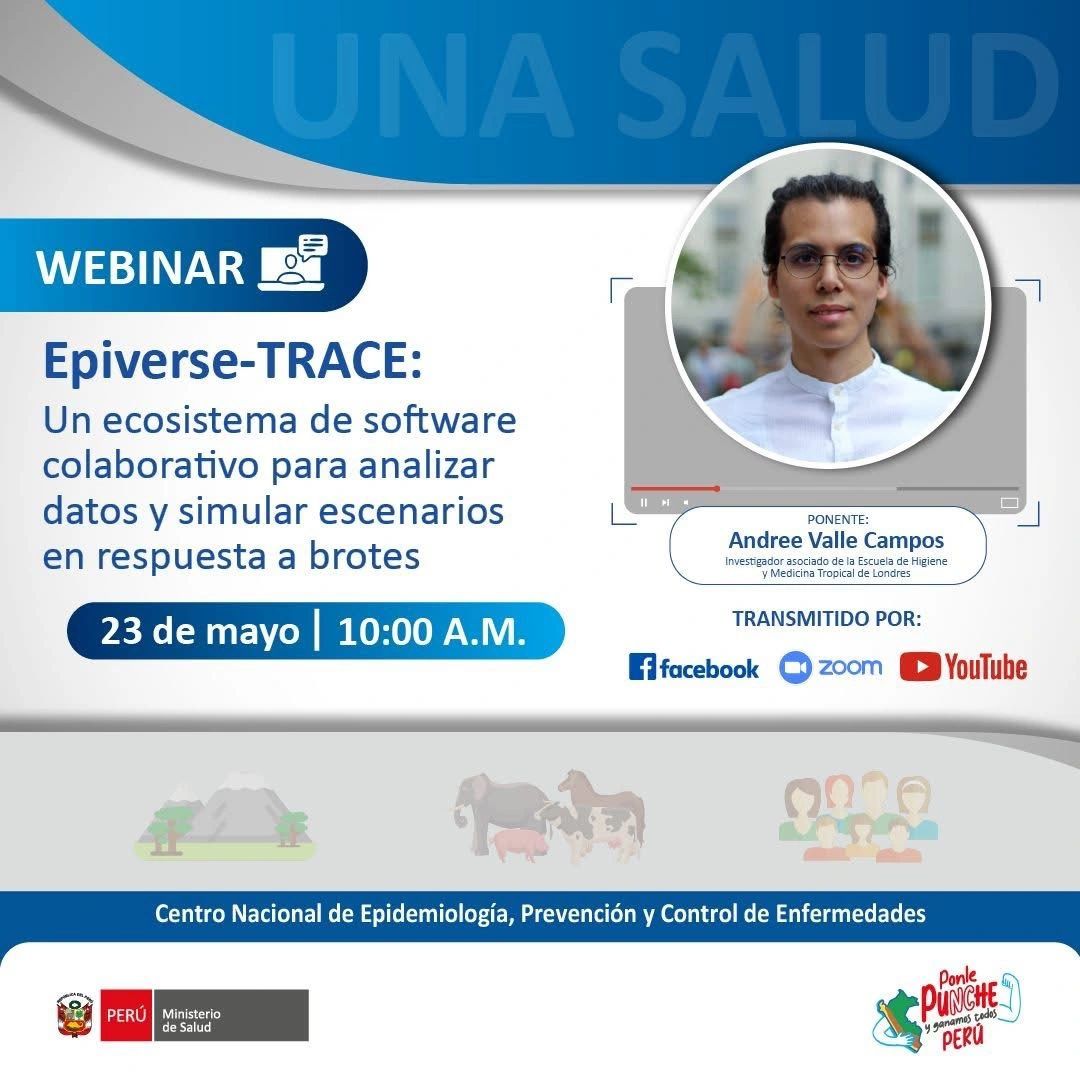 UNA SALUD
WEBINAR
Epiverse-TRACE:
Un ecosistema de software
colaborativo para analizar
datos y simular escenarios
en respuesta a brotes
23 de mayo | 10:00 A.M.
PONENTE:
Andree Valle Campos
Investigador asociado de la Escuela de Higiene
y Medicina Tropical de Londres
TRANSMITIDO POR:
facebook zoom YouTube
Centro Nacional de Epidemiología, Prevención y Control de Enfermedades
REPÚBLICA DEL PERÚ
PERÚ
Ministerio
de Salud
Ponle
PUNCHE
y ganamos todos
PERÚ